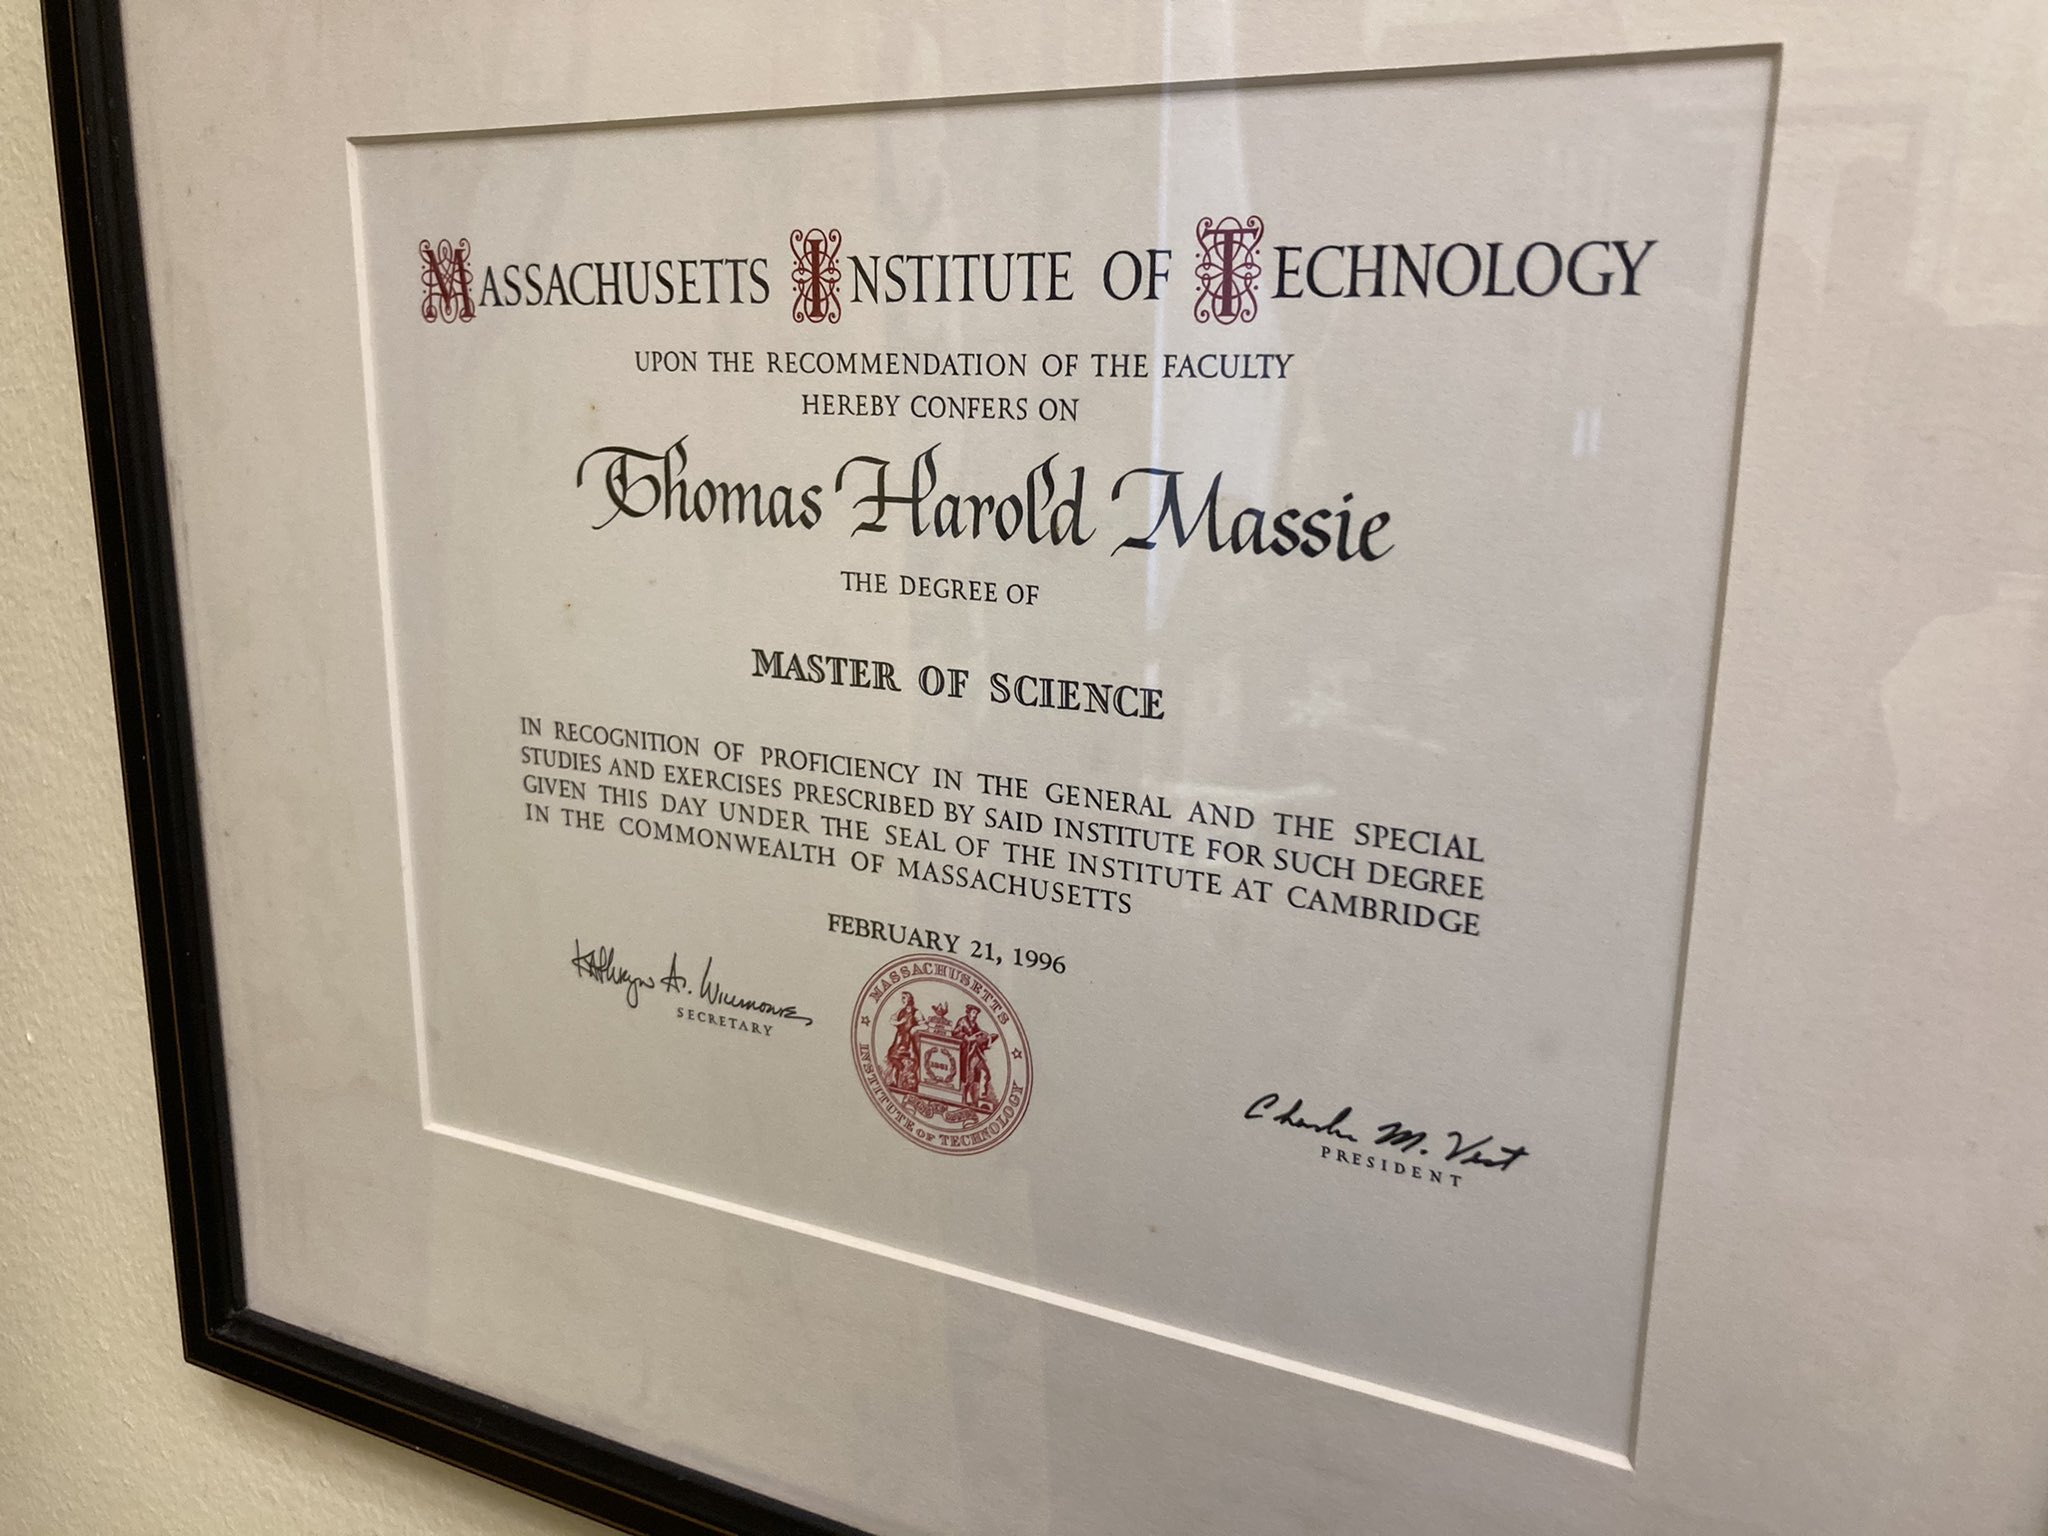 MASSACHUSETTS INSTITUTE OF TECHNOLOGY
UPON THE RECOMMENDATION OF THE FACULTY
HEREBY CONFERS ON
Thomas Harold Massie
THE DEGREE OF
MASTER OF SCIENCE
IN RECOGNITION OF PROFICIENCY IN THE GENERAL AND THE SPECIAL
STUDIES AND EXERCISES PRESCRIBED BY SAID INSTITUTE FOR SUCH DEGREE
GIVEN THIS DAY UNDER THE SEAL OF THE INSTITUTE AT CAMBRIDGE
IN THE COMMONWEALTH OF MASSACHUSETTS
FEBRUARY 21, 1996
Kathryn A. Willmore
SECRETARY
MASSACHUSETTS
INSTITUTE OF TECHNOLOGY
1861
Charles M. Vest
PRESIDENT